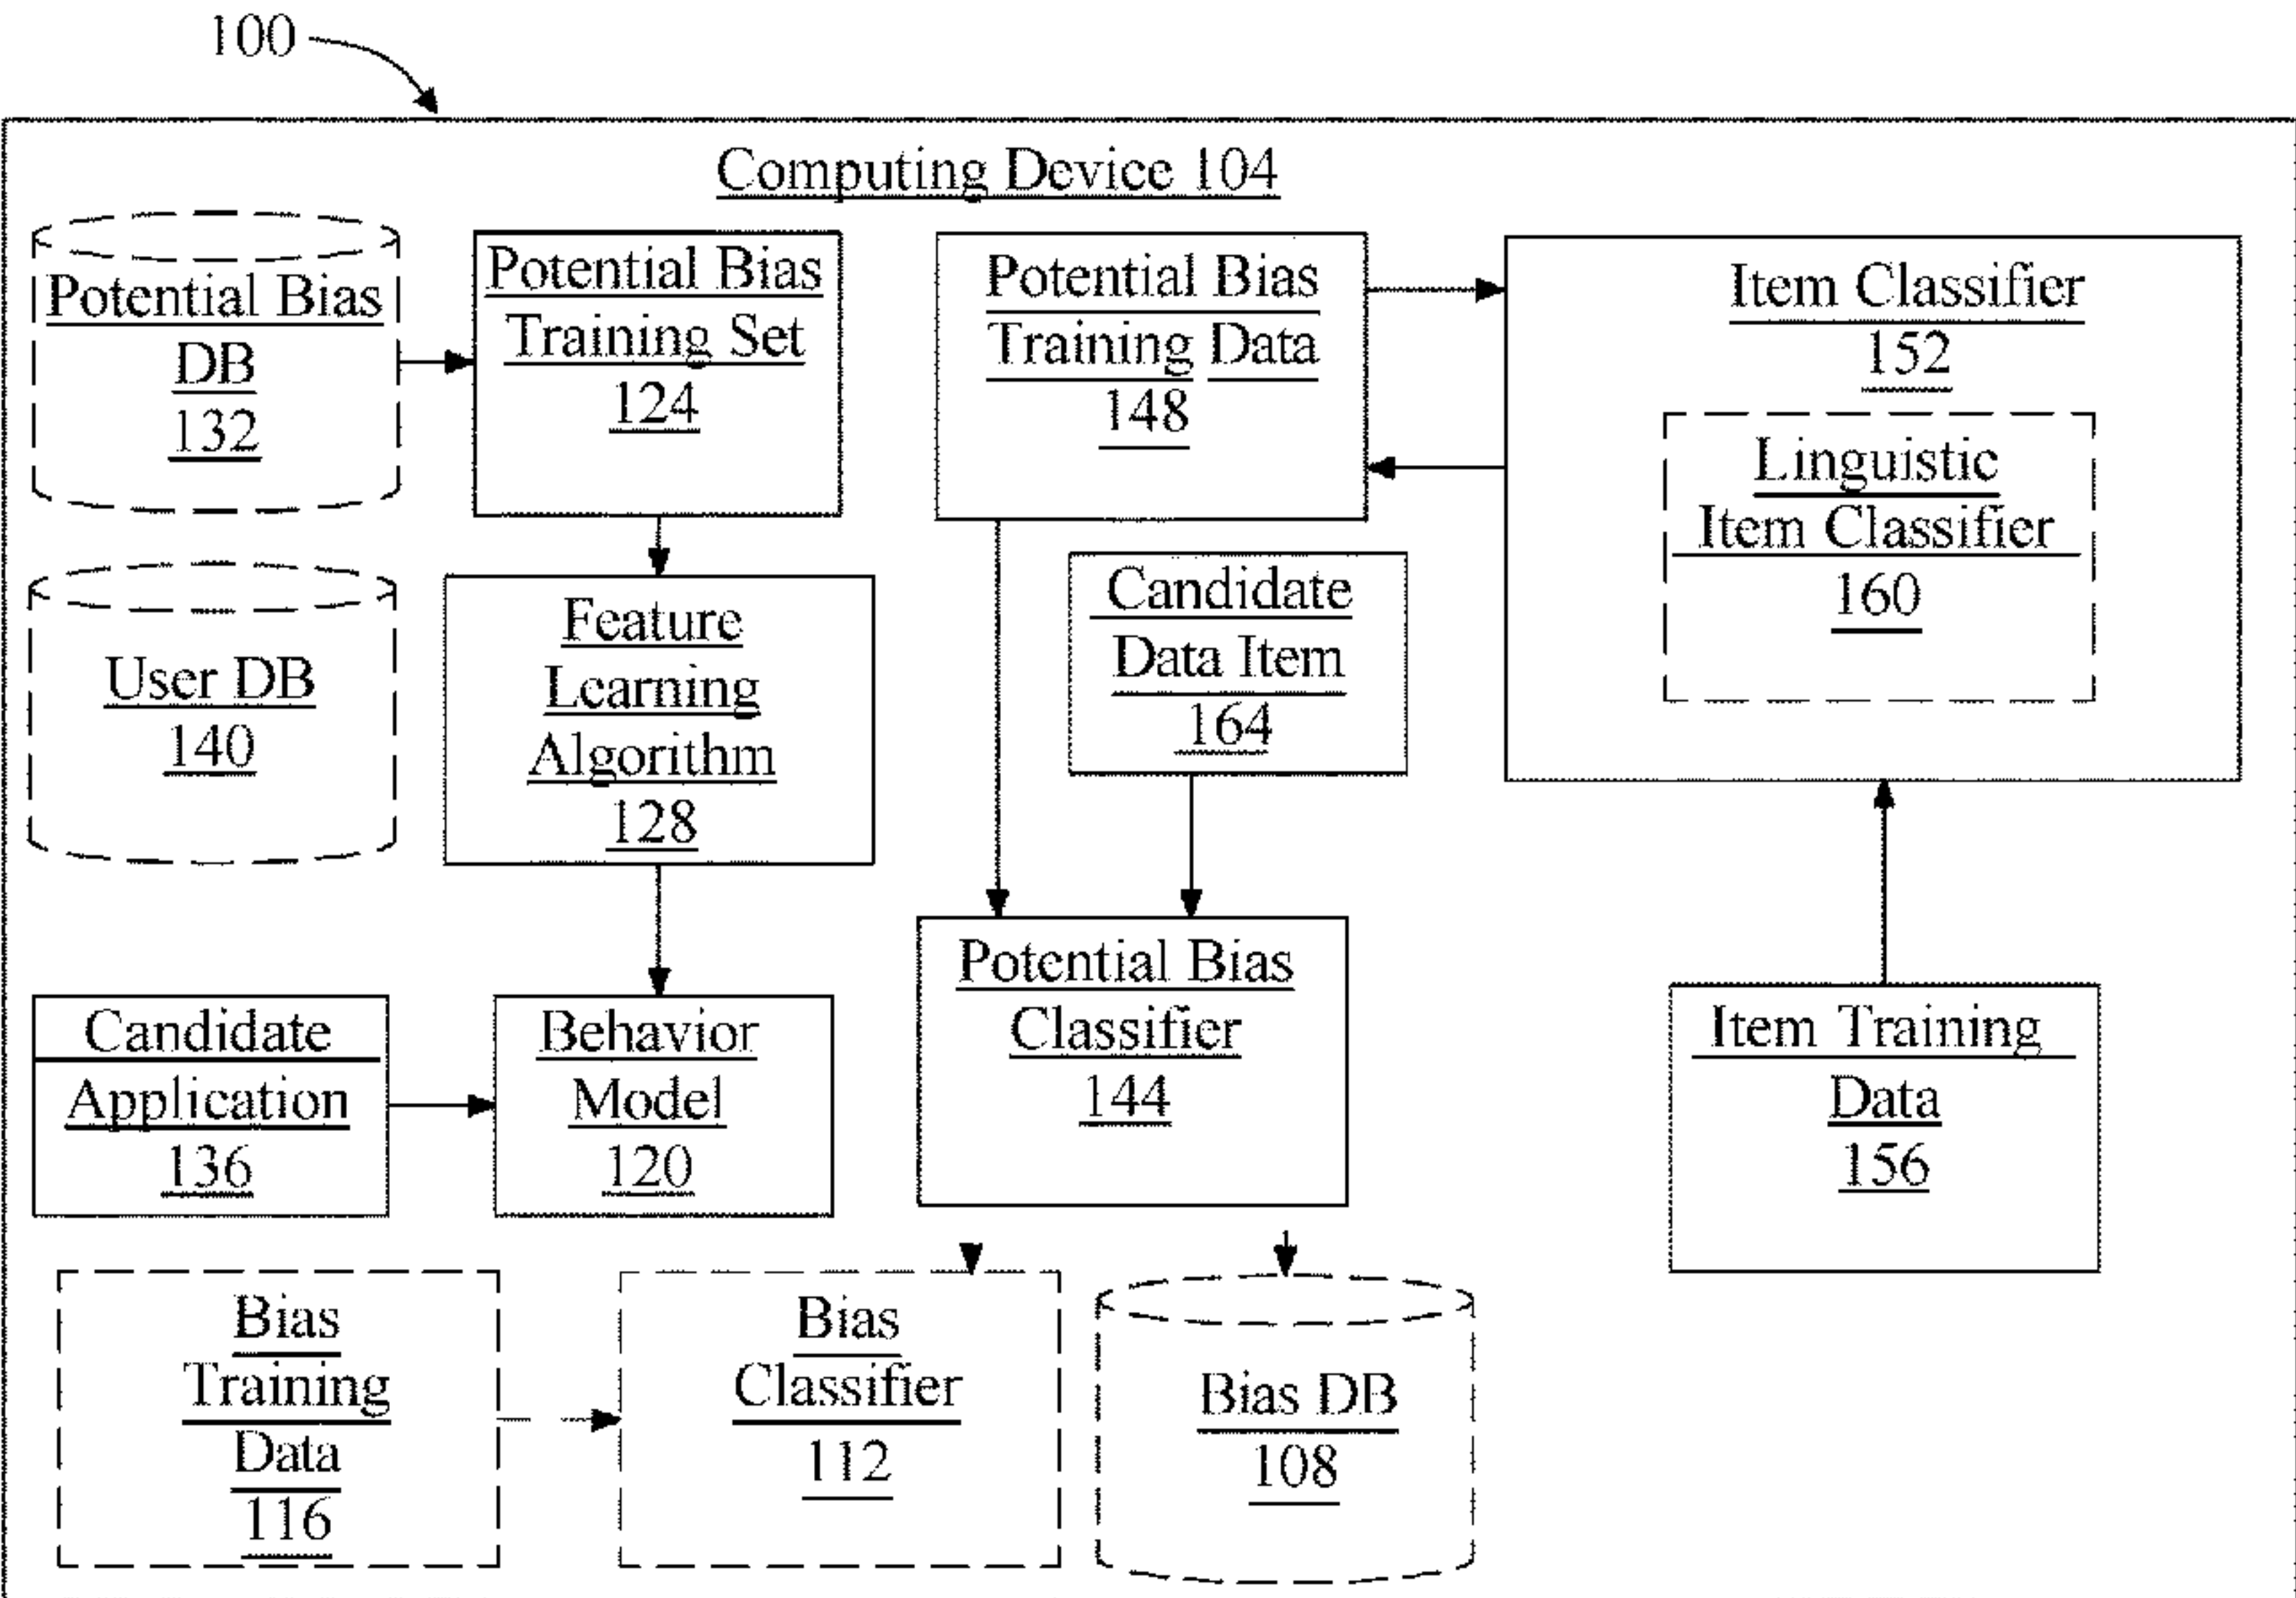 100
Computing Device 104
Potential Bias
DB
132
Potential Bias
Training Set
124
Potential Bias
Training Data
148
Item Classifier
152
Linguistic
Item Classifier
160
User DB
140
Feature
Learning
Algorithm
128
Candidate
Data Item
164
Candidate
Application
136
Behavior
Model
120
Potential Bias
Classifier
144
Item Training
Data
156
Bias
Training
Data
116
Bias
Classifier
112
Bias DB
108